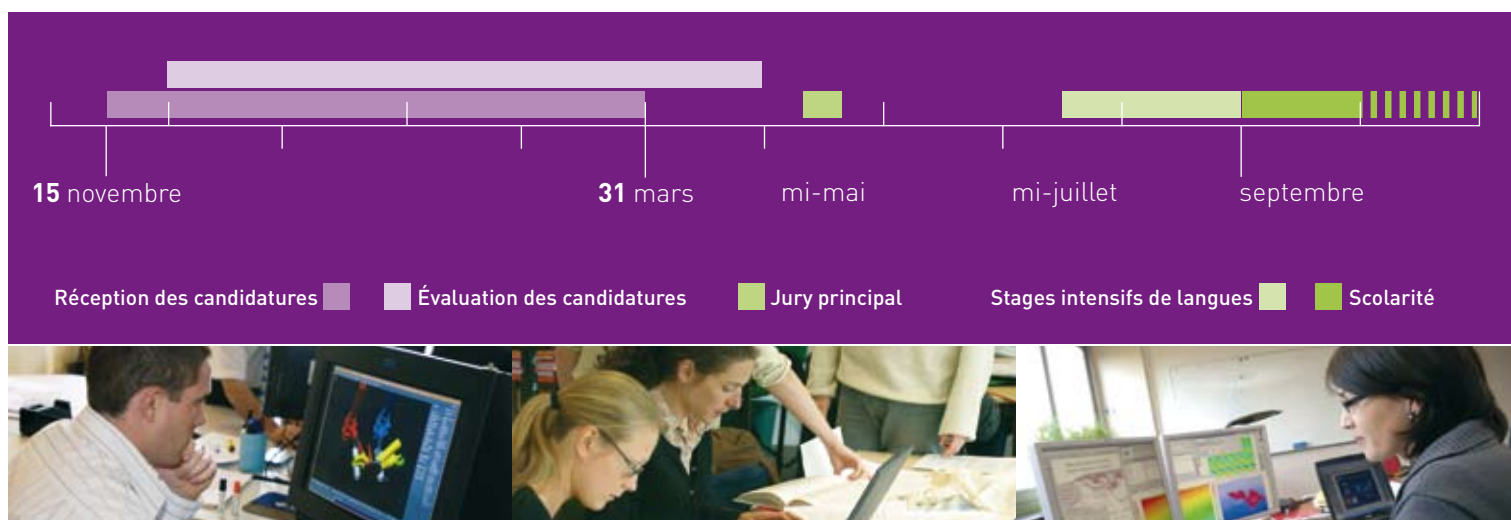 15 novembre 31 mars mi-mai mi-juillet septembre
Réception des candidatures Évaluation des candidatures Jury principal Stages intensifs de langues Scolarité